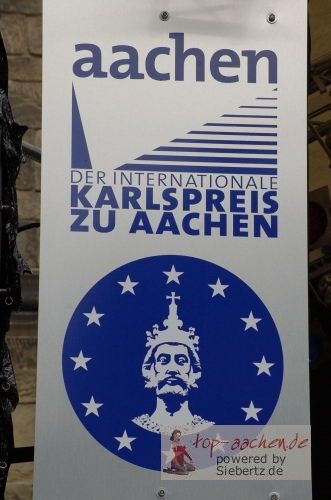 aachen
DER INTERNATIONALE
KARLSPREIS
ZU AACHEN
top-aachen.de
powered by
Siebertz.de